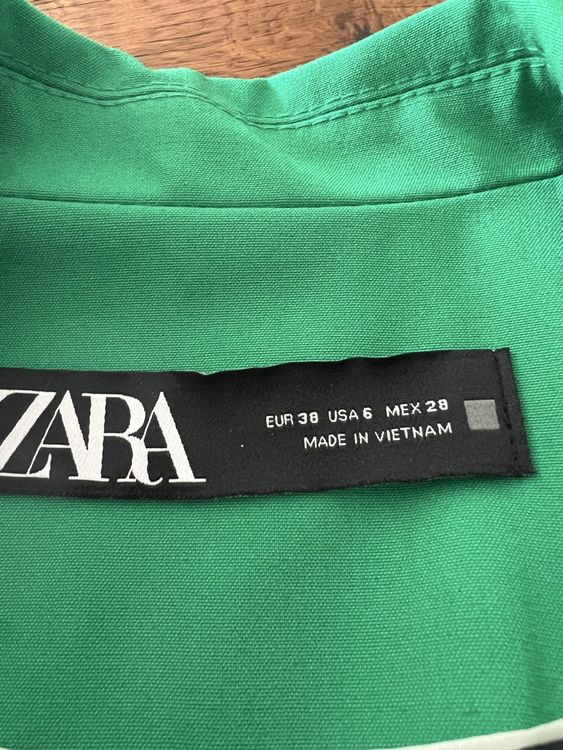 ZARA
EUR 38 USA 6 MEX 28
MADE IN VIETNAM